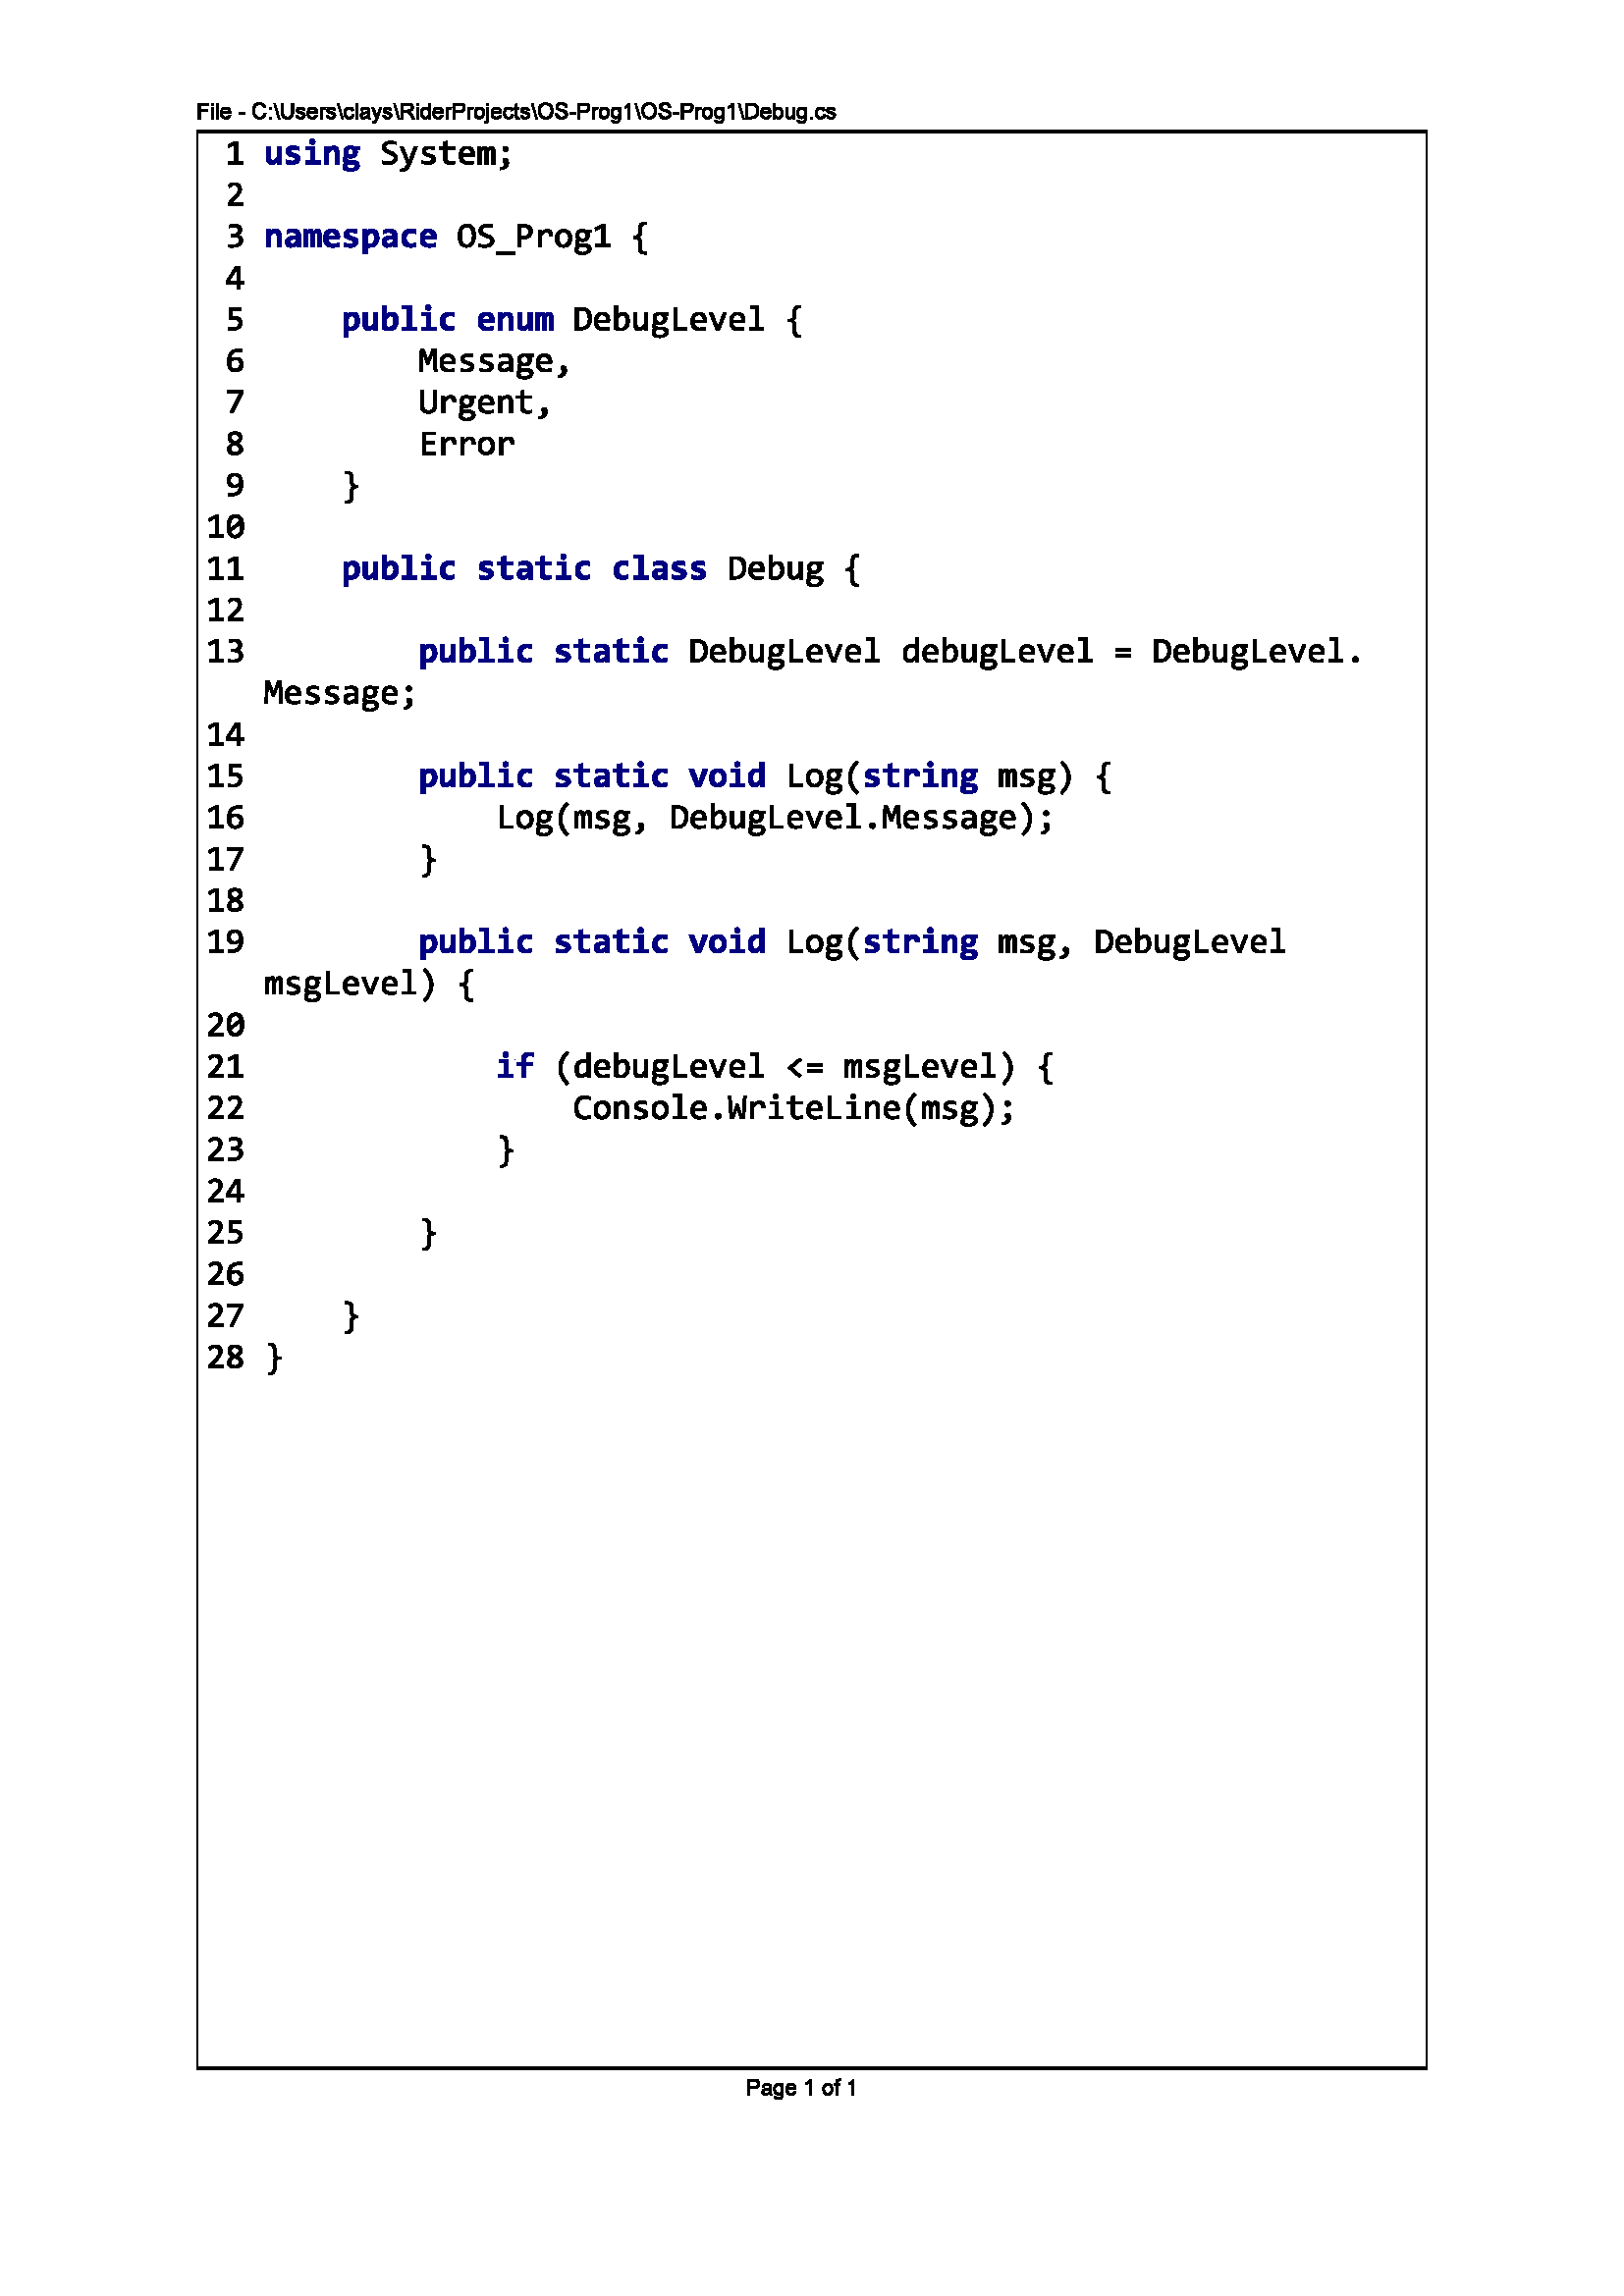 File - C:\Users\clays\RiderProjects\OS-Prog1\OS-Prog1\Debug.cs
1 using System;
2
3 namespace OS_Prog1 {
4
5     public enum DebugLevel {
6         Message,
7         Urgent,
8         Error
9     }
10
11     public static class Debug {
12
13         public static DebugLevel debugLevel = DebugLevel.
Message;
14
15         public static void Log(string msg) {
16             Log(msg, DebugLevel.Message);
17         }
18
19         public static void Log(string msg, DebugLevel
msgLevel) {
20
21             if (debugLevel <= msgLevel) {
22                 Console.WriteLine(msg);
23             }
24
25         }
26
27     }
28 }
Page 1 of 1